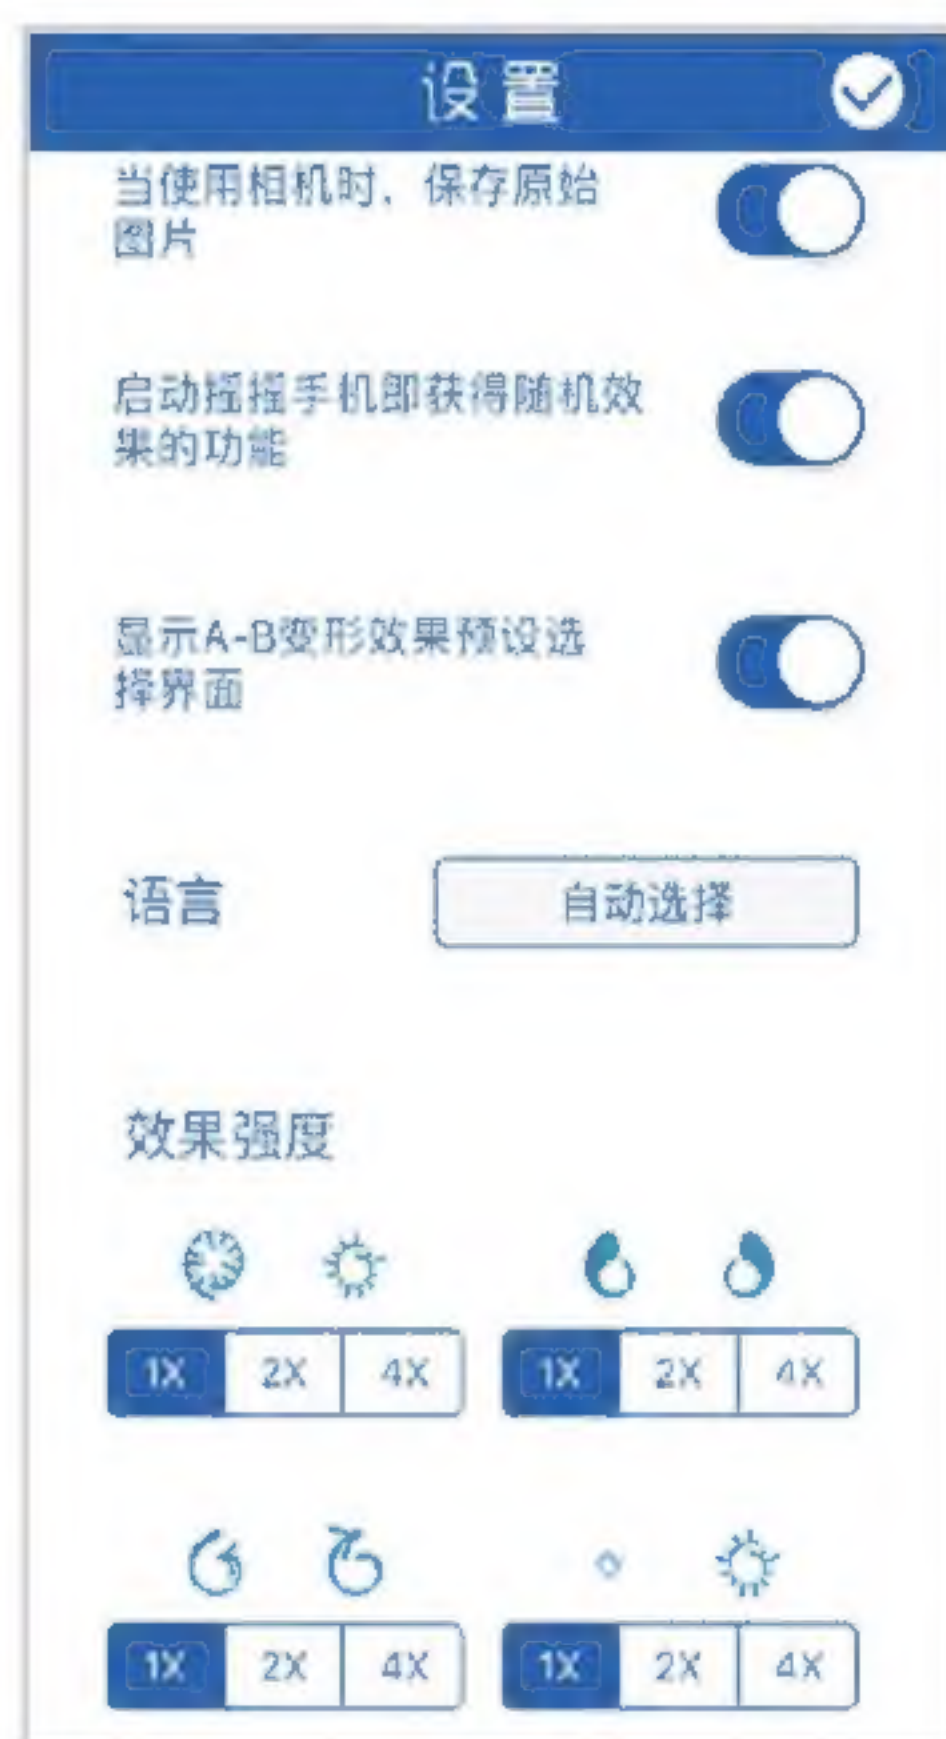 设置
当使用相机时，保存原始
图片
启动摇摇手机即获得随机效
果的功能
显示A-B变形效果预设选
择界面
语言 自动选择
效果强度
1X 2X 4X 1X 2X 4X
1X 2X 4X 1X 2X 4X